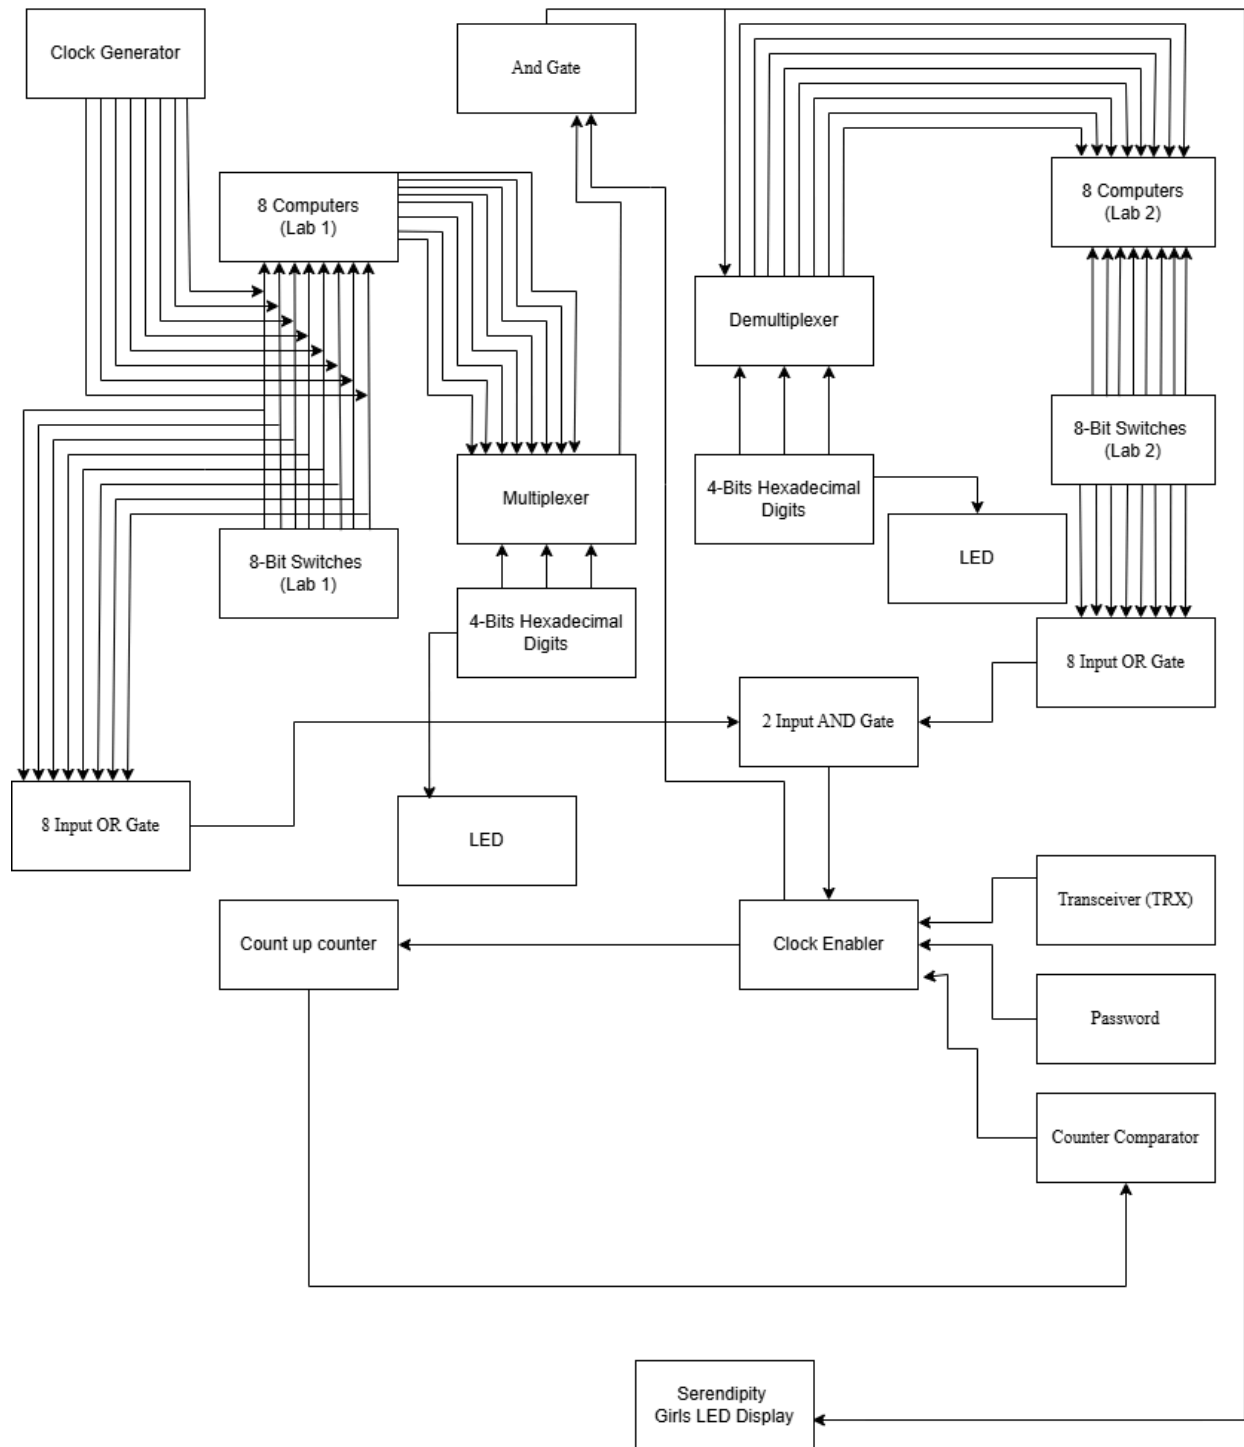 Clock Generator
And Gate
8 Computers
(Lab 1)
8 Computers
(Lab 2)
Demultiplexer
8-Bit Switches
(Lab 2)
Multiplexer
4-Bits Hexadecimal
Digits
LED
8-Bit Switches
(Lab 1)
4-Bits Hexadecimal
Digits
8 Input OR Gate
2 Input AND Gate
8 Input OR Gate
LED
Transceiver (TRX)
Count up counter
Clock Enabler
Password
Counter Comparator
Serendipity
Girls LED Display